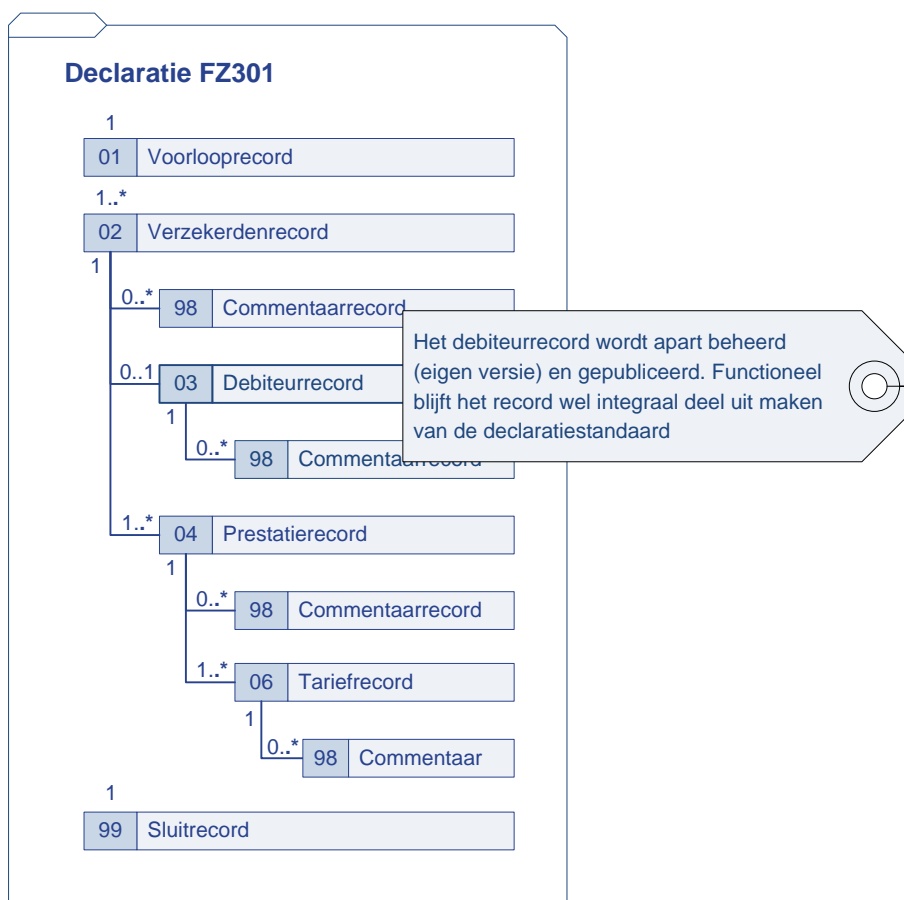 Declaratie FZ301
1
01 Voorlooprecord
1..*
02 Verzekerdenrecord
1
0..* 98 Commentaarrecord
Het debiteurrecord wordt apart beheerd
(eigen versie) en gepubliceerd. Functioneel
blijft het record wel integraal deel uit maken
van de declaratiestandaard
0..1 03 Debiteurrecord
1
0..* 98 Commentaarrecord
1..* 04 Prestatierecord
1
0..* 98 Commentaarrecord
1..* 06 Tariefrecord
1
0..* 98 Commentaar
1
99 Sluitrecord